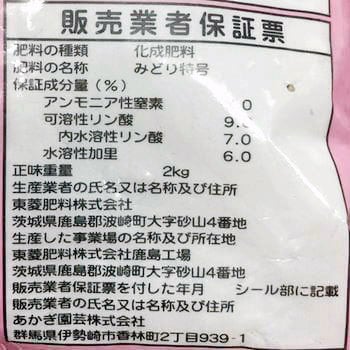 販売業者保証票
肥料の種類 化成肥料
肥料の名称 みどり特号
保証成分量(%)
アンモニア性窒素 0
可溶性リン酸 9.
内水溶性リン酸 7.0
水溶性加里 6.0
正味重量 2kg
生産業者の氏名又は名称及び住所
東菱肥料株式会社
茨城県鹿島郡波崎町大字砂山4番地
生産した事業場の名称及び所在地
東菱肥料株式会社鹿島工場
茨城県鹿島郡波崎町大字砂山4番地
販売業者保証票を付した年月 シール部に記載
販売業者の氏名又は名称及び住所
あかぎ園芸株式会社
群馬県伊勢崎市香林町2丁目939-1